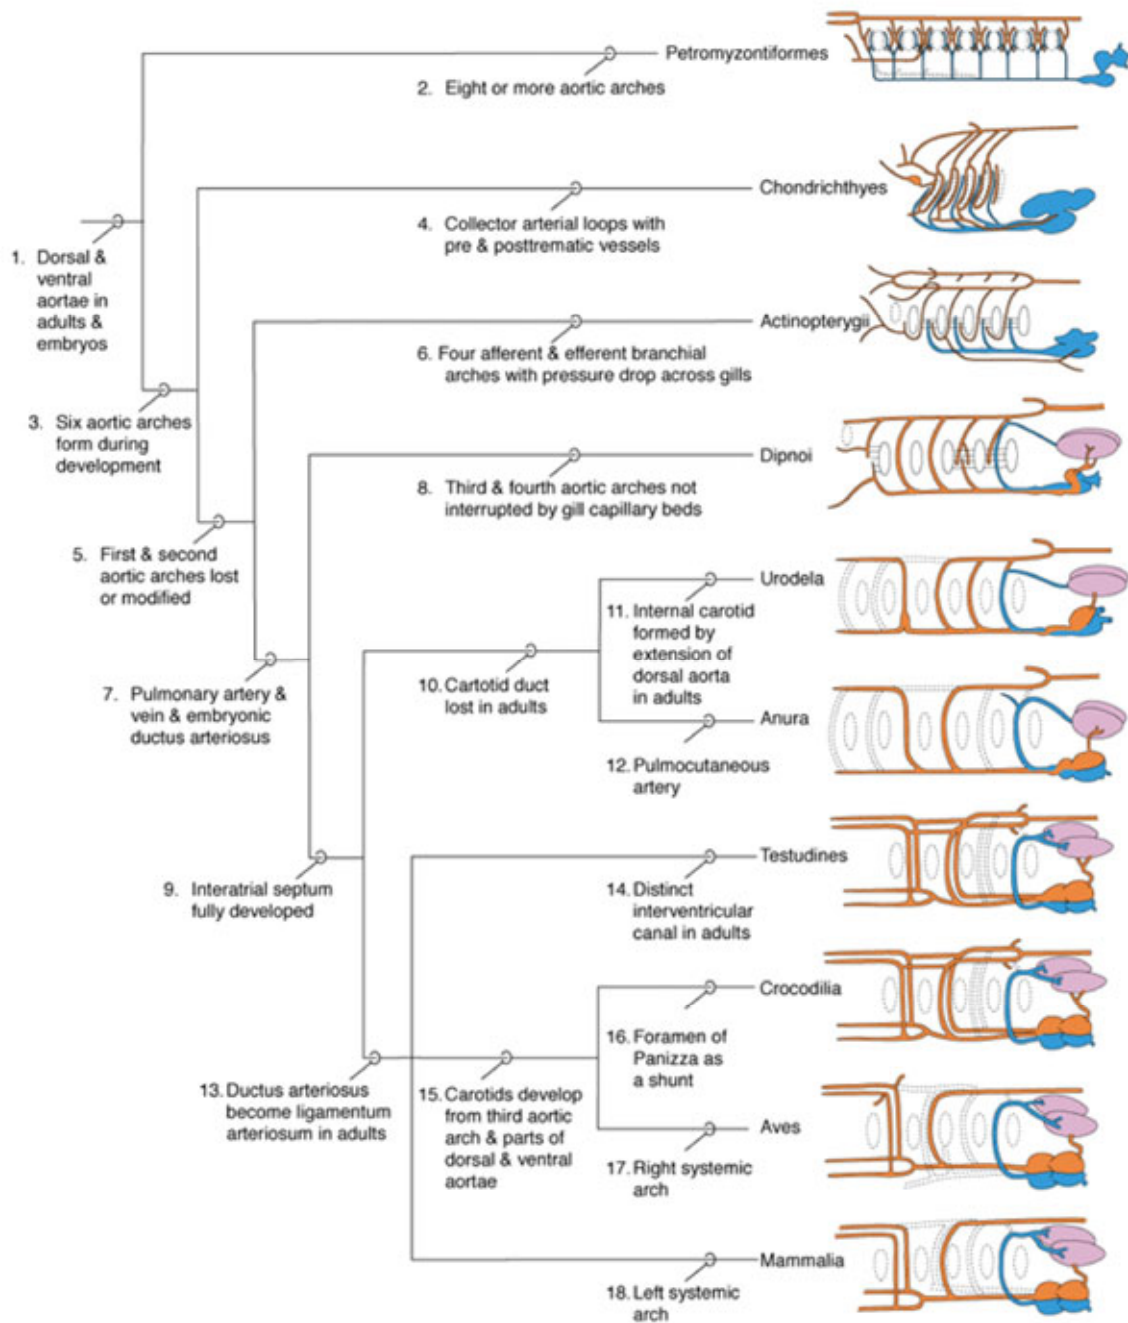 Petromyzontiformes
2. Eight or more aortic arches
Chondrichthyes
4. Collector arterial loops with
pre & posttrematic vessels
1. Dorsal &
ventral
aortae in
adults &
embryos
Actinopterygii
6. Four afferent & efferent branchial
arches with pressure drop across gills
3. Six aortic arches
form during
development
Dipnoi
8. Third & fourth aortic arches not
interrupted by gill capillary beds
5. First & second
aortic arches lost
or modified
Urodela
11. Internal carotid
formed by
extension of
dorsal aorta
in adults
7. Pulmonary artery &
vein & embryonic
ductus arteriosus
10. Cartotid duct
lost in adults
Anura
12. Pulmocutaneous
artery
Testudines
14. Distinct
interventricular
canal in adults
9. Interatrial septum
fully developed
Crocodilia
16. Foramen of
Panizza as
a shunt
13. Ductus arteriosus
become ligamentum
arteriosum in adults
15. Carotids develop
from third aortic
arch & parts of
dorsal & ventral
aortae
Aves
17. Right systemic
arch
Mammalia
18. Left systemic
arch